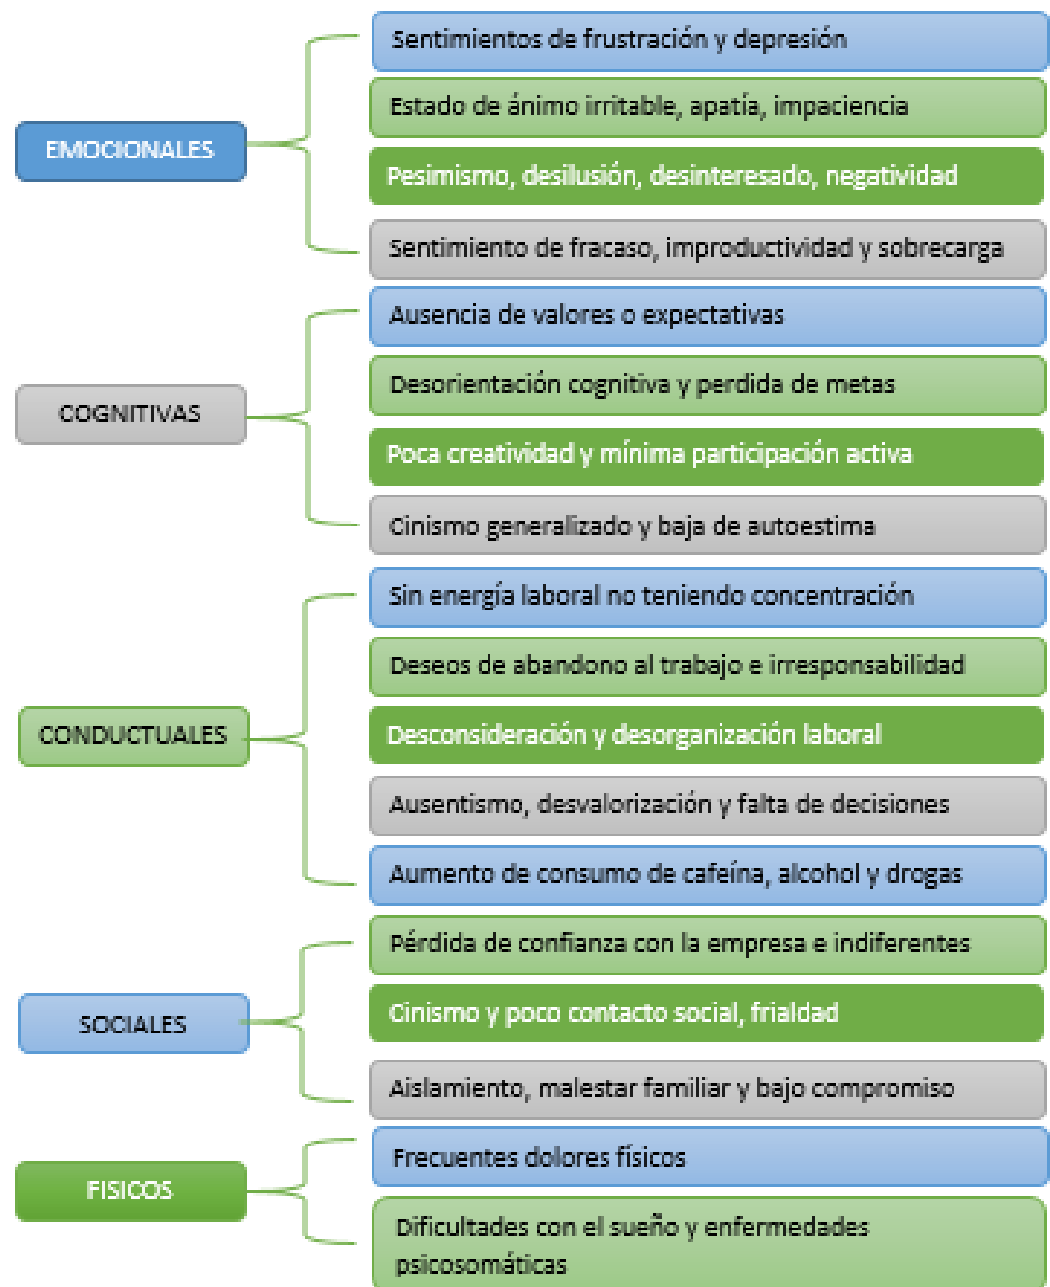 EMOCIONALES
Sentimientos de frustración y depresión
Estado de ánimo irritable, apatía, impaciencia
Pesimismo, desilusión, desinteresado, negatividad
Sentimiento de fracaso, improductividad y sobrecarga
COGNITIVAS
Ausencia de valores o expectativas
Desorientación cognitiva y perdida de metas
Poca creatividad y mínima participación activa
Cinismo generalizado y baja de autoestima
CONDUCTUALES
Sin energía laboral no teniendo concentración
Deseos de abandono al trabajo e irresponsabilidad
Desconsideración y desorganización laboral
Ausentismo, desvalorización y falta de decisiones
Aumento de consumo de cafeína, alcohol y drogas
SOCIALES
Pérdida de confianza con la empresa e indiferentes
Cinismo y poco contacto social, frialdad
Aislamiento, malestar familiar y bajo compromiso
FISICOS
Frecuentes dolores físicos
Dificultades con el sueño y enfermedades
psicosomáticas